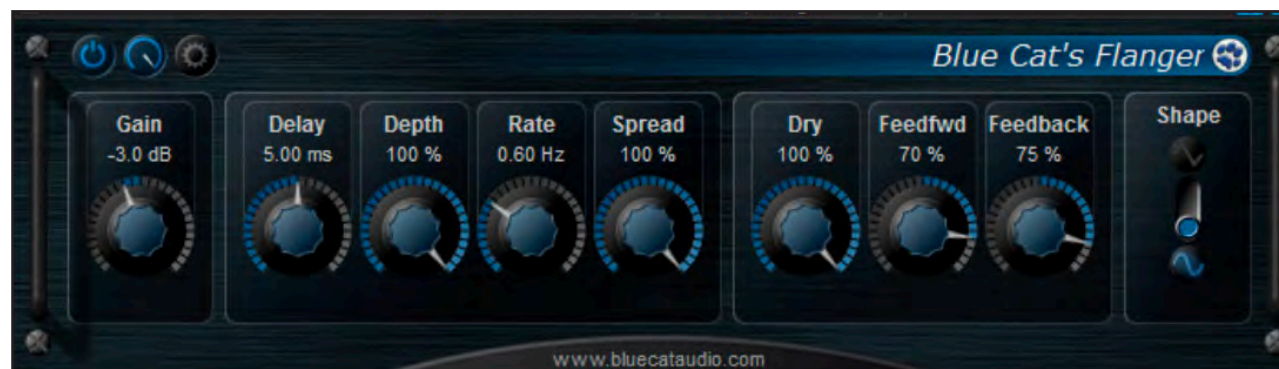 Blue Cat's Flanger
Gain
-3.0 dB
Delay
5.00 ms
Depth
100 %
Rate
0.60 Hz
Spread
100 %
Dry
100 %
Feedfwd
70 %
Feedback
75 %
Shape
www.bluecataudio.com